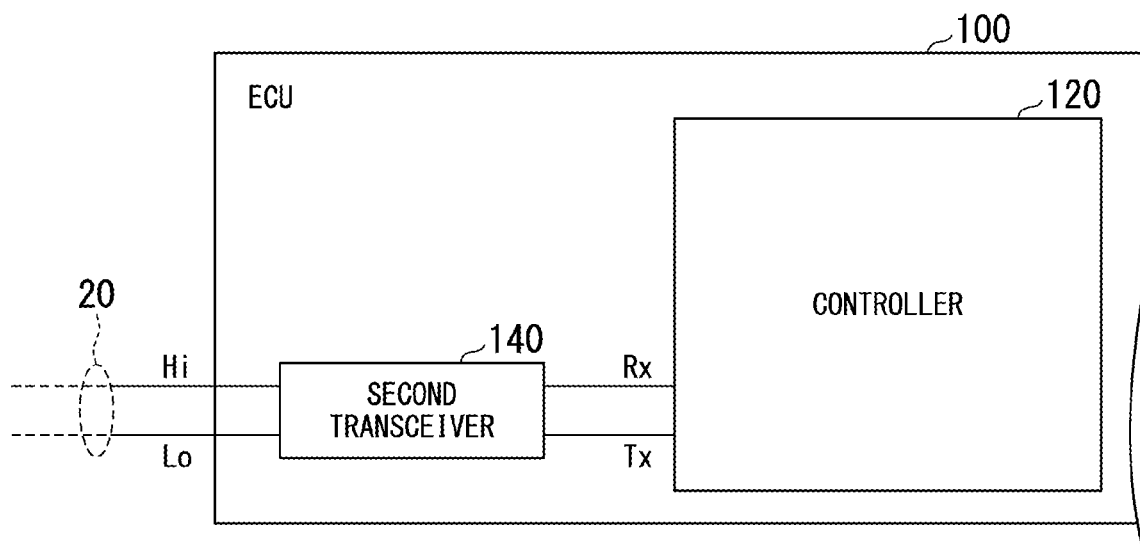 100
ECU
120
CONTROLLER
20
140
Hi
Rx
SECOND
TRANSCEIVER
Lo
Tx